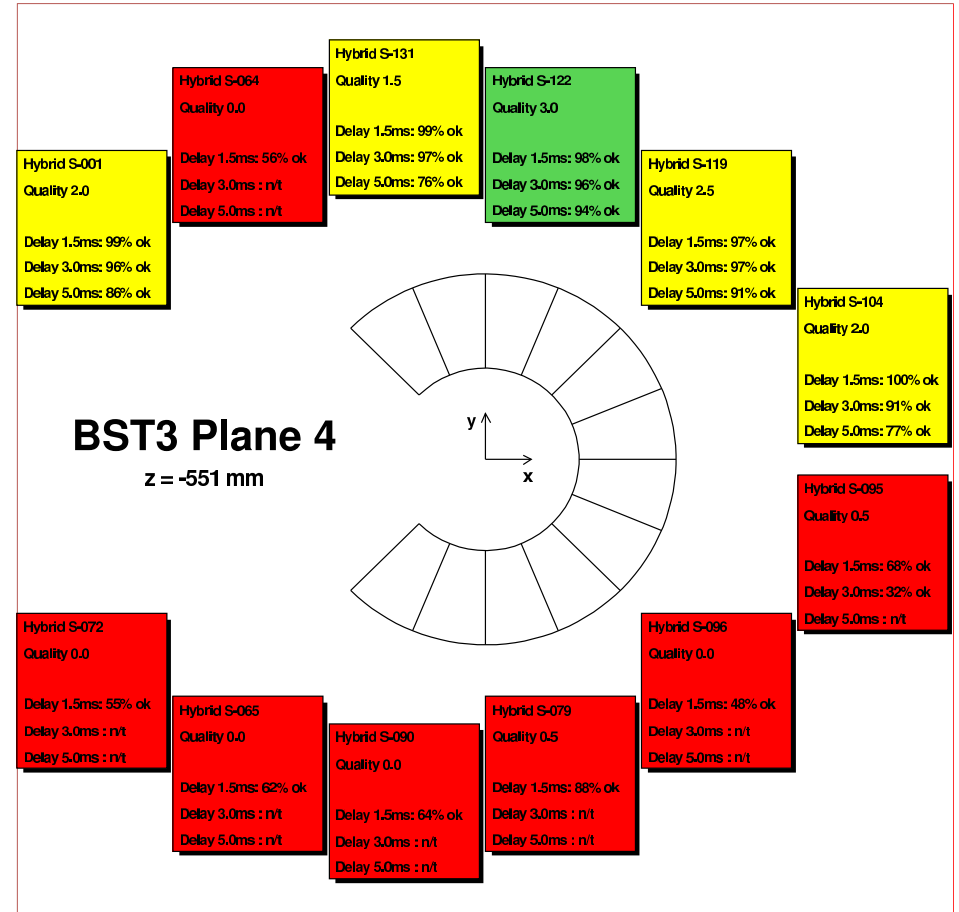 Hybrid S-131
Quality 1.5
Delay 1.5ms: 99% ok
Delay 3.0ms: 97% ok
Delay 5.0ms: 76% ok
Hybrid S-064
Quality 0.0
Delay 1.5ms: 56% ok
Delay 3.0ms : n/t
Delay 5.0ms : n/t
Hybrid S-122
Quality 3.0
Delay 1.5ms: 98% ok
Delay 3.0ms: 96% ok
Delay 5.0ms: 94% ok
Hybrid S-001
Quality 2.0
Delay 1.5ms: 99% ok
Delay 3.0ms: 96% ok
Delay 5.0ms: 86% ok
Hybrid S-119
Quality 2.5
Delay 1.5ms: 97% ok
Delay 3.0ms: 97% ok
Delay 5.0ms: 91% ok
Hybrid S-104
Quality 2.0
Delay 1.5ms: 100% ok
Delay 3.0ms: 91% ok
Delay 5.0ms: 77% ok
BST3 Plane 4
z = -551 mm
y
x
Hybrid S-095
Quality 0.5
Delay 1.5ms: 68% ok
Delay 3.0ms: 32% ok
Delay 5.0ms : n/t
Hybrid S-072
Quality 0.0
Delay 1.5ms: 55% ok
Delay 3.0ms : n/t
Delay 5.0ms : n/t
Hybrid S-096
Quality 0.0
Delay 1.5ms: 48% ok
Delay 3.0ms : n/t
Delay 5.0ms : n/t
Hybrid S-065
Quality 0.0
Delay 1.5ms: 62% ok
Delay 3.0ms : n/t
Delay 5.0ms : n/t
Hybrid S-079
Quality 0.5
Delay 1.5ms: 88% ok
Delay 3.0ms : n/t
Delay 5.0ms : n/t
Hybrid S-090
Quality 0.0
Delay 1.5ms: 64% ok
Delay 3.0ms : n/t
Delay 5.0ms : n/t